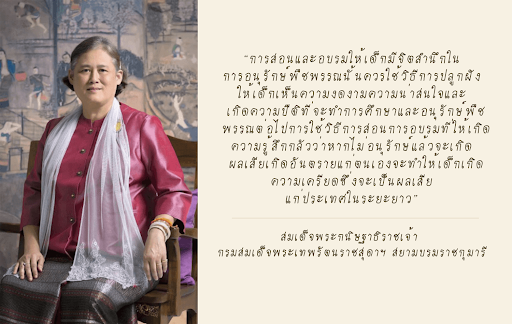 “การสอนและอบรมให้เด็กมีจิตสำนึกใน
การอนุรักษ์พืชพรรณนั้นควรใช้วิธีการปลูกฝัง
ให้เด็กเห็นความงดงามความน่าสนใจและ
เกิดความปีติที่จะทำการศึกษาและอนุรักษ์พืช
พรรณต่อไปการใช้วิธีการสอนการอบรมที่ให้เกิด
ความรู้สึกกลัวว่าหากไม่อนุรักษ์แล้วจะเกิด
ผลเสียเกิดอันตรายแก่ตนเองจะทำให้เด็กเกิด
ความเครียดซึ่งจะเป็นผลเสีย
แก่ประเทศในระยะยาว”
สมเด็จพระกนิษฐาธิราชเจ้า
กรมสมเด็จพระเทพรัตนราชสุดาฯ สยามบรมราชกุมารี